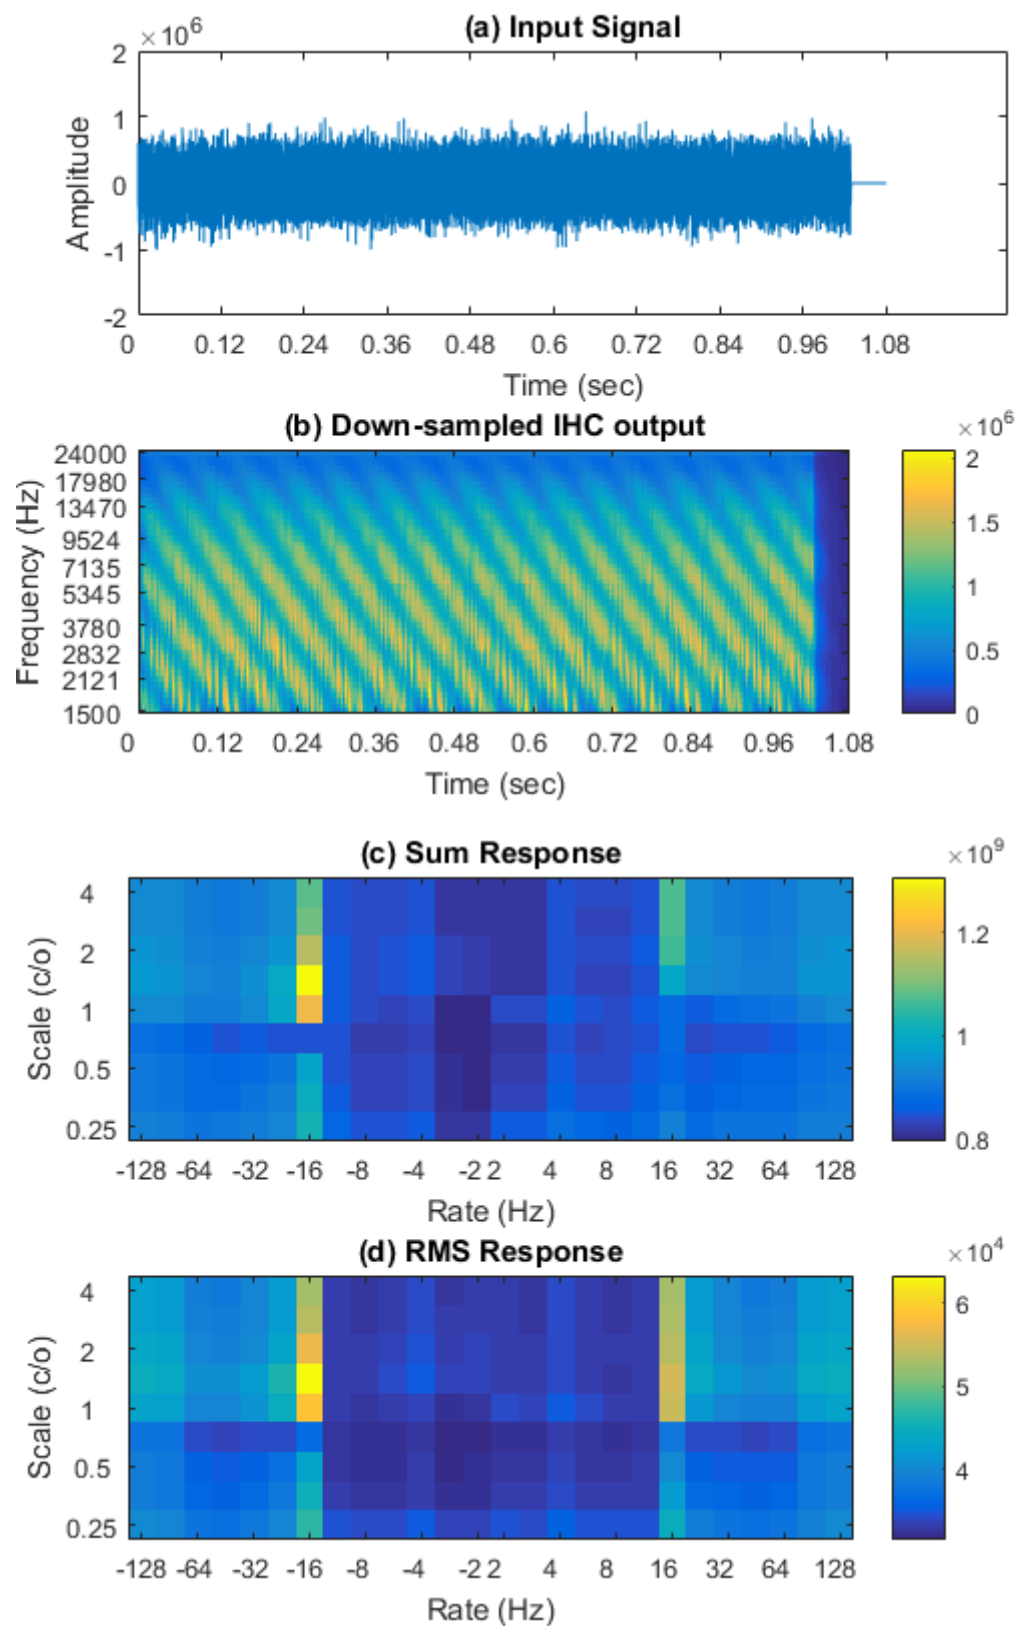 (a) Input Signal
×10^6
2
1
0
-1
-2
Amplitude
0 0.12 0.24 0.36 0.48 0.6 0.72 0.84 0.96 1.08
Time (sec)
(b) Down-sampled IHC output
×10^6
24000
17980
13470
9524
7135
5345
3780
2832
2121
1500
Frequency (Hz)
2
1.5
1
0.5
0
0 0.12 0.24 0.36 0.48 0.6 0.72 0.84 0.96 1.08
Time (sec)
(c) Sum Response
×10^9
4
2
1
0.5
0.25
Scale (c/o)
1.2
1
0.8
-128 -64 -32 -16 -8 -4 -2 2 4 8 16 32 64 128
Rate (Hz)
(d) RMS Response
×10^4
4
2
1
0.5
0.25
Scale (c/o)
6
5
4
-128 -64 -32 -16 -8 -4 -2 2 4 8 16 32 64 128
Rate (Hz)